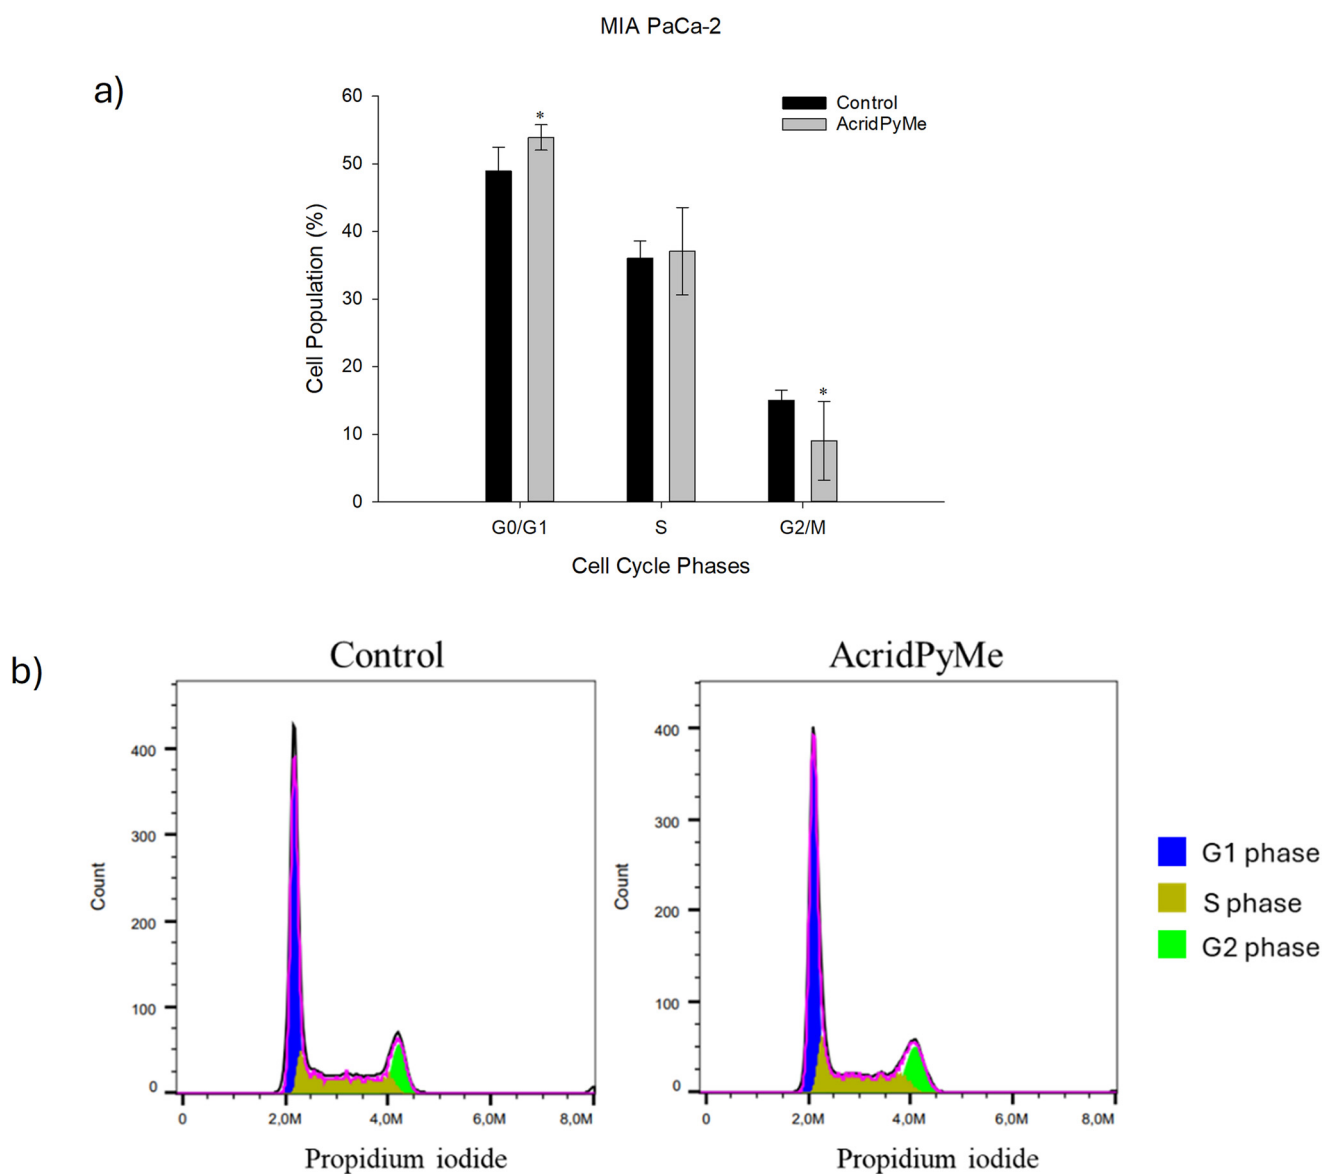 MIA PaCa-2
a)
60
50
40
30
20
10
0
Cell Population (%)
Control
AcridPyMe
*
*
G0/G1 S G2/M
Cell Cycle Phases
b)
Control
400
300
200
100
0
Count
0 2,0M 4,0M 6,0M 8,0M
Propidium iodide
AcridPyMe
400
300
200
100
0
Count
0 2,0M 4,0M 6,0M 8,0M
Propidium iodide
G1 phase
S phase
G2 phase